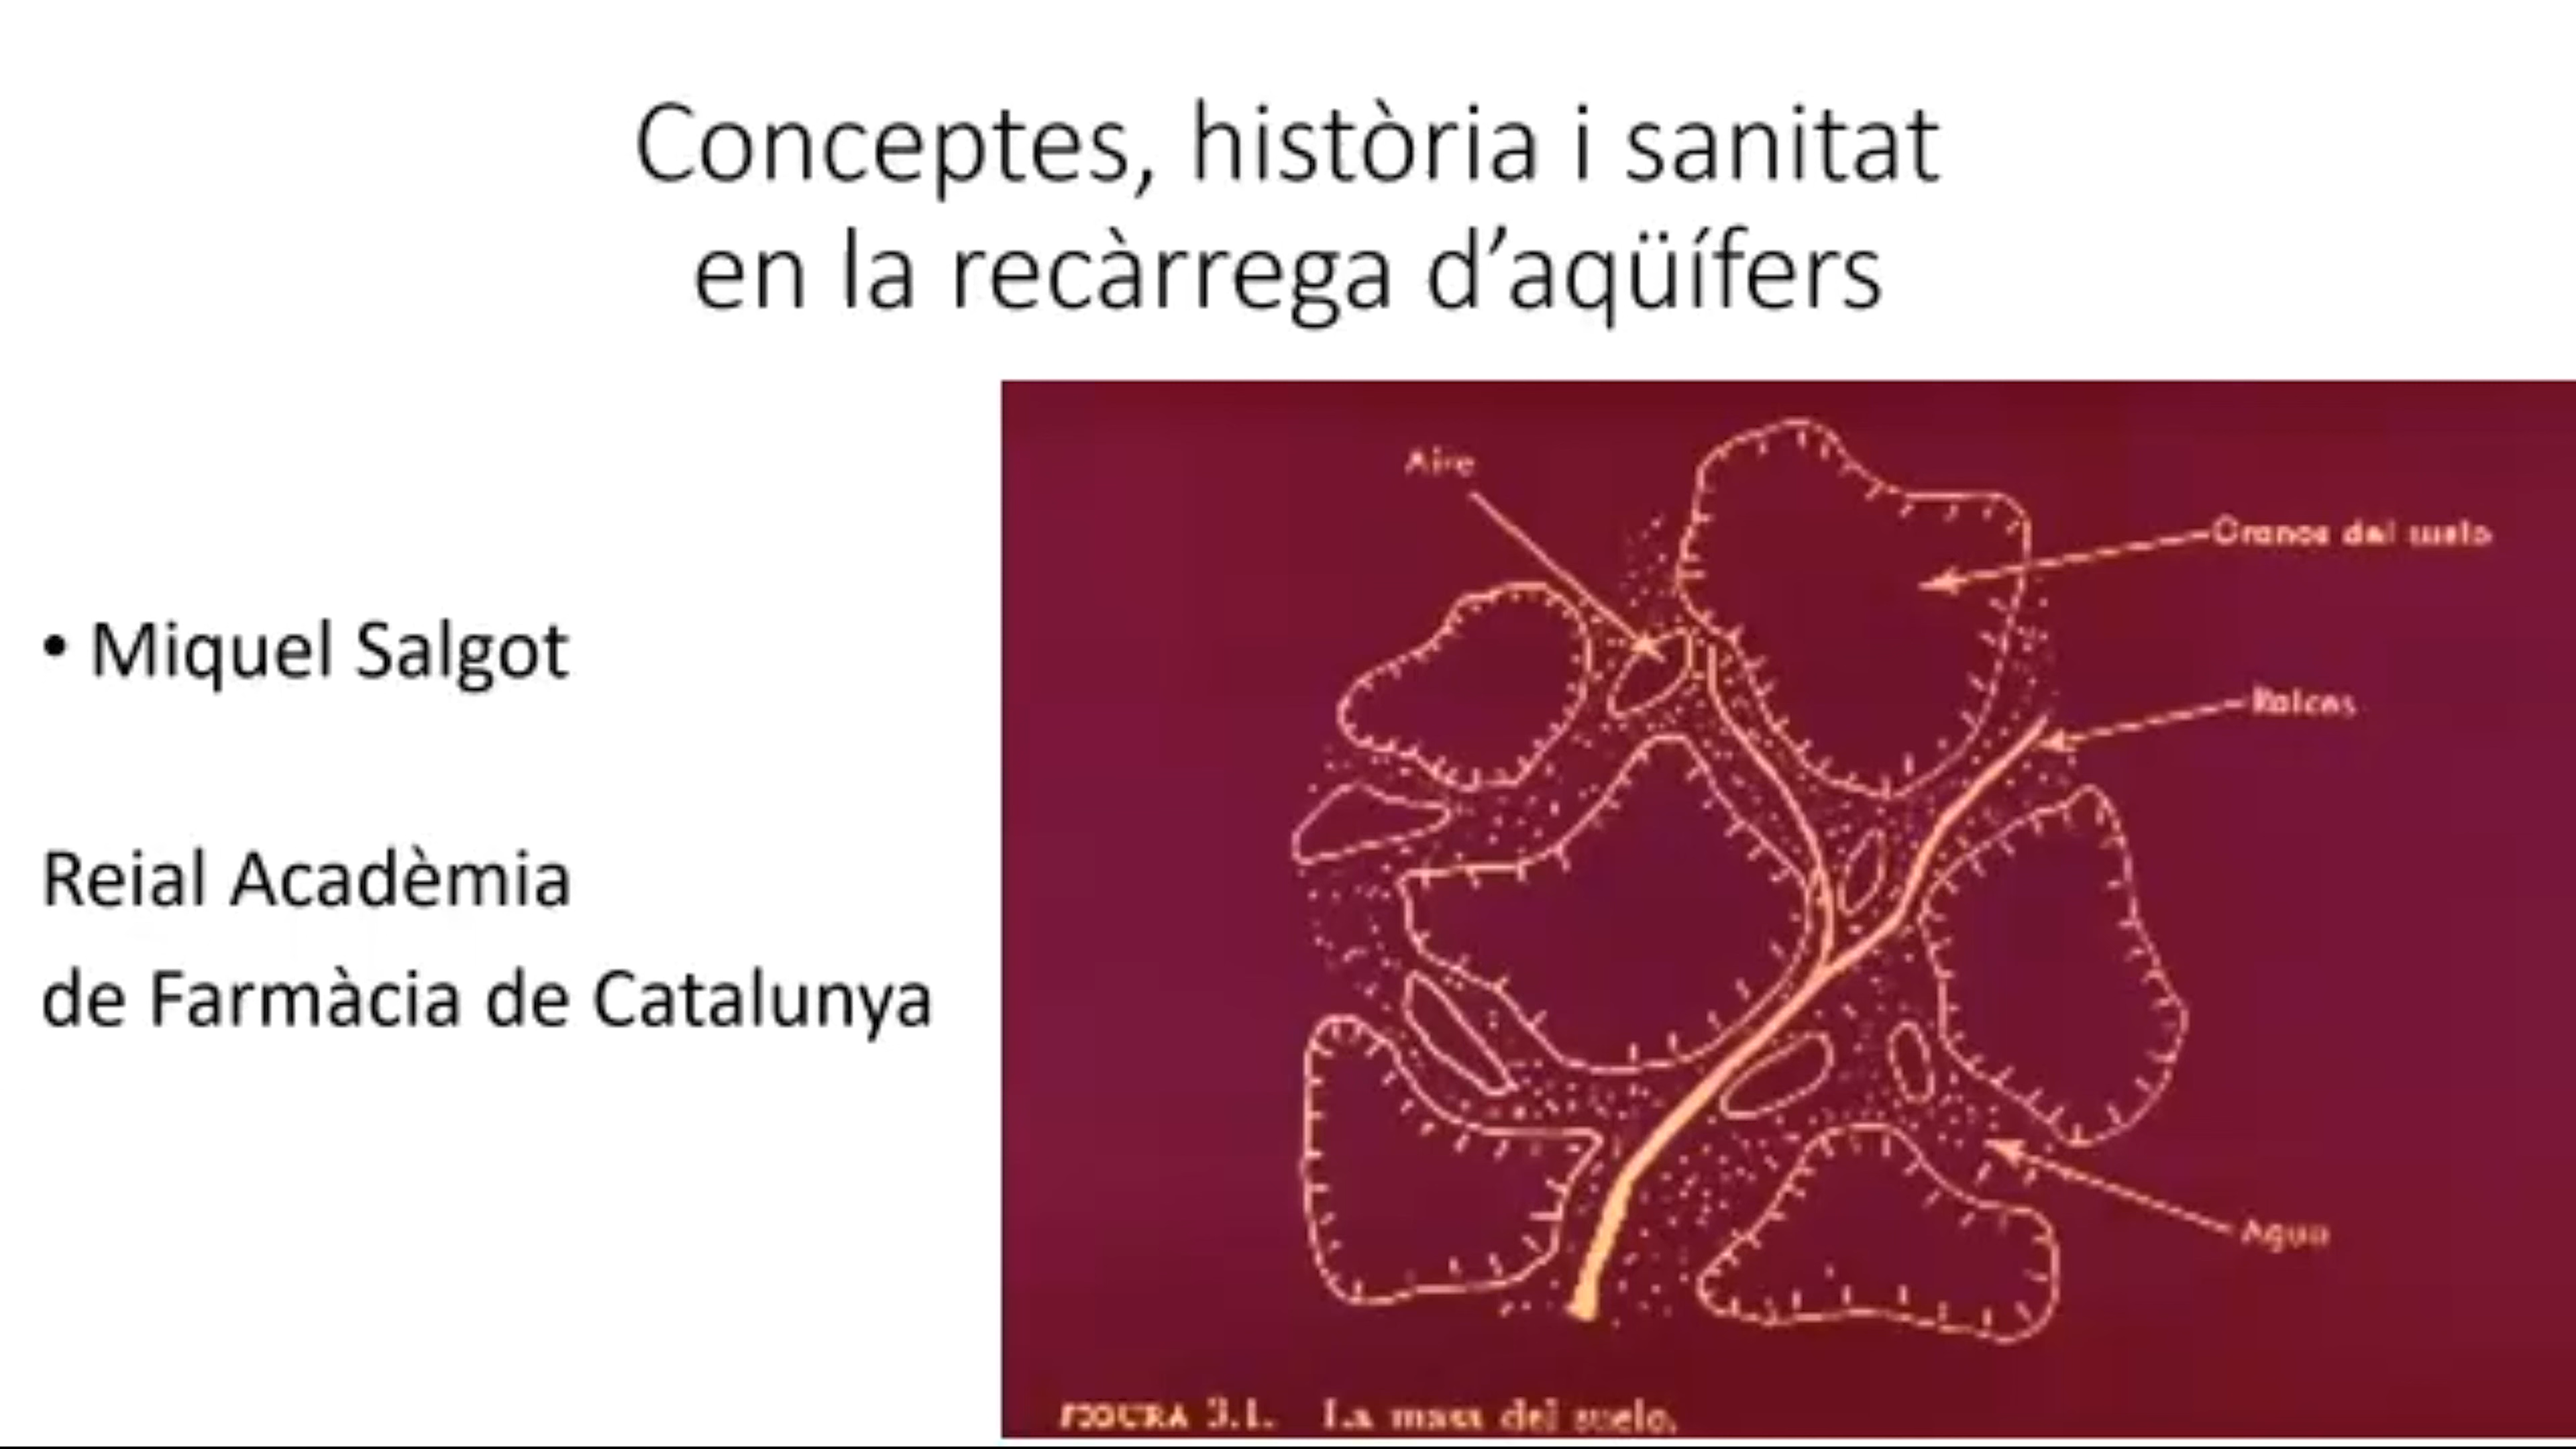 Conceptes, història i sanitat
en la recàrrega d’aqüífers
• Miquel Salgot
Reial Acadèmia
de Farmàcia de Catalunya
Aire
Granos del suelo
Raíces
Agua
FIGURA 3.1. La masa del suelo.